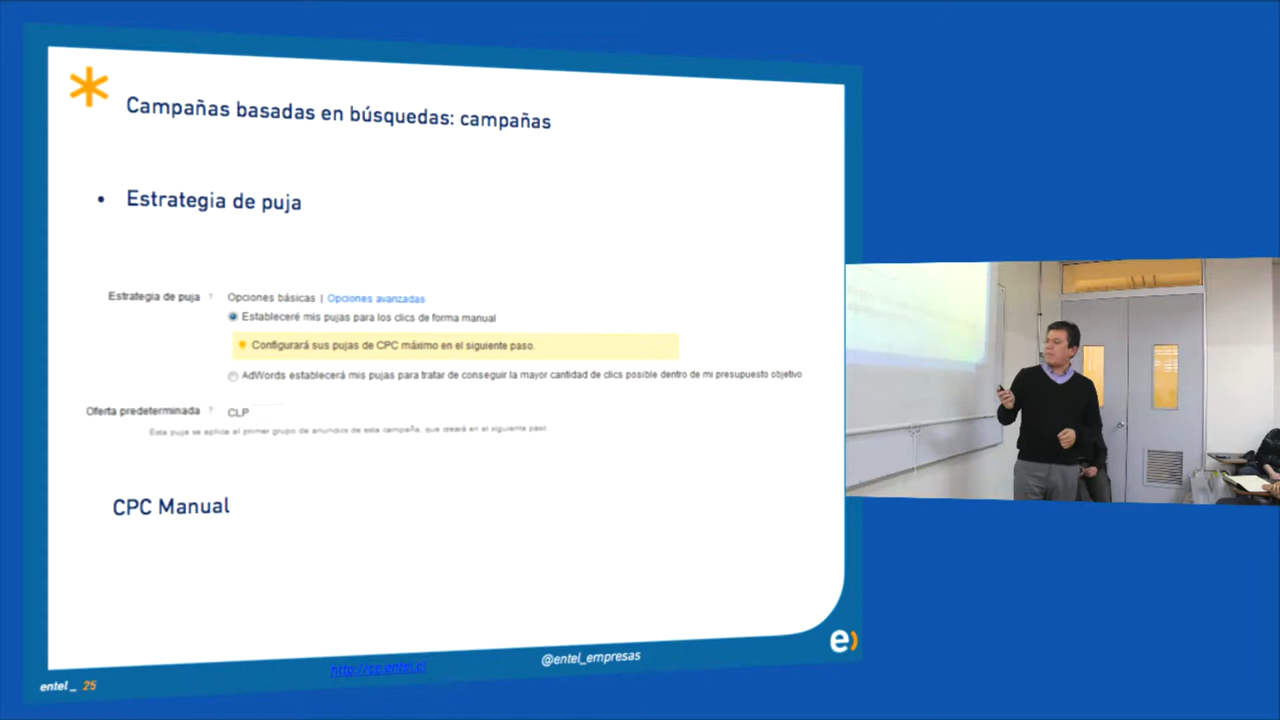 Campañas basadas en búsquedas: campañas
• Estrategia de puja
Estrategia de puja ? Opciones básicas | Opciones avanzadas
Estableceré mis pujas para los clics de forma manual
Configurará sus pujas de CPC máximo en el siguiente paso.
AdWords establecerá mis pujas para tratar de conseguir la mayor cantidad de clics posible dentro de mi presupuesto objetivo
Oferta predeterminada ? CLP
Esta puja se aplica al primer grupo de anuncios de esta campaña, que creará en el siguiente paso.
CPC Manual
@entel_empresas
e)
entel_ 25